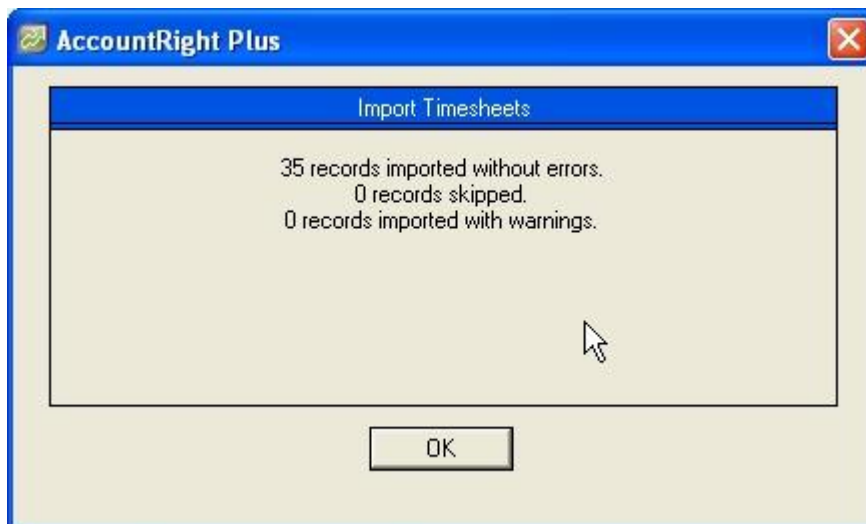 AccountRight Plus
Import Timesheets
35 records imported without errors.
0 records skipped.
0 records imported with warnings.
OK